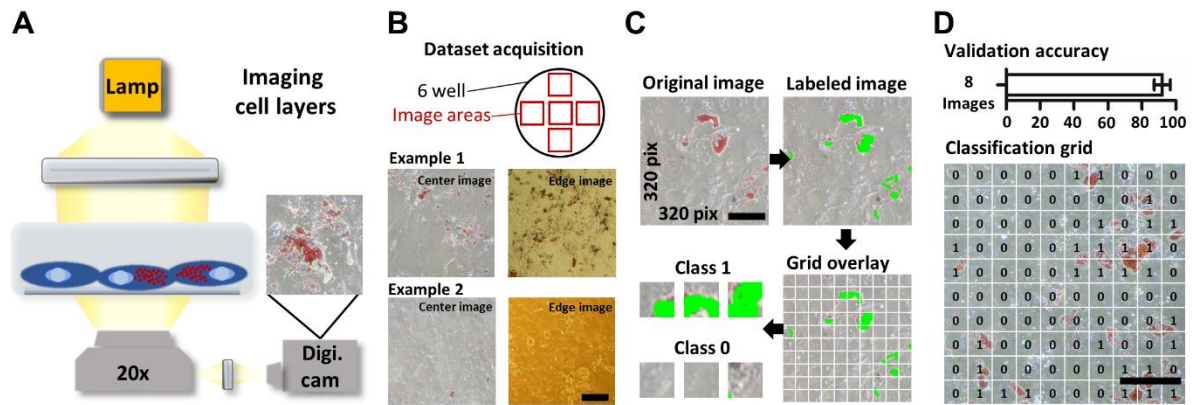 A
Lamp
Imaging
cell layers
20x
Digi.
cam
B
Dataset acquisition
6 well
Image areas
Example 1
Center image
Edge image
Example 2
Center image
Edge image
C
Original image
Labeled image
320 pix
320 pix
Class 1
Grid overlay
Class 0
D
Validation accuracy
8
Images
0 20 40 60 80 100
Classification grid
0 0 0 0 0 1 1 0 0 0
0 0 0 0 0 0 0 0 1 0
0 0 0 0 0 0 1 0 1 1
1 0 0 0 0 1 1 1 1 0
0 0 0 0 0 1 1 1 1 0
0 0 0 0 0 0 0 0 0 0
0 0 0 0 0 0 0 0 0 1
0 1 0 0 0 0 0 0 1 1
0 1 0 0 0 0 0 1 1 0
0 1 1 1 0 0 0 1 1 1